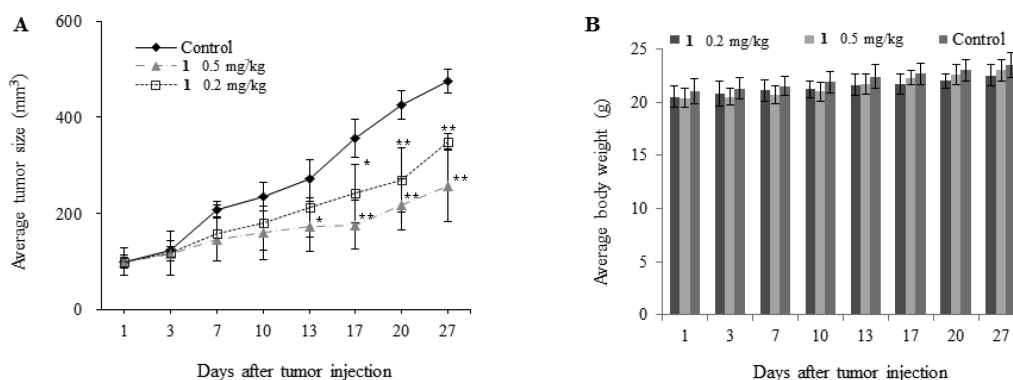 A
600
400
200
0
Average tumor size (mm³)
Control
1 0.5 mg/kg
1 0.2 mg/kg
*
**
*
**
**
**
**
1 3 7 10 13 17 20 27
Days after tumor injection
B
1 0.2 mg/kg 1 0.5 mg/kg Control
25
20
15
10
5
0
Average body weight (g)
1 3 7 10 13 17 20 27
Days after tumor injection